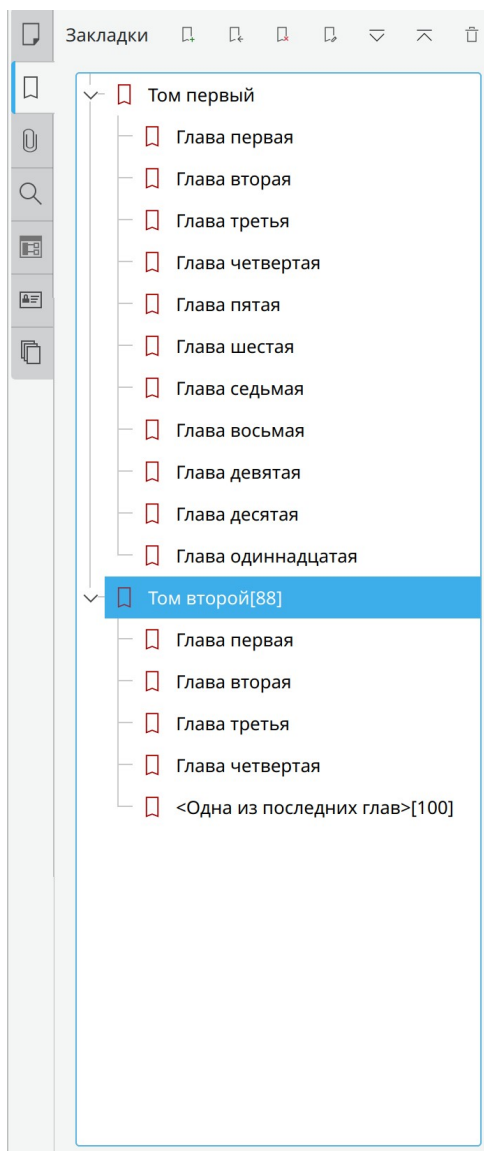 Закладки
Том первый
Глава первая
Глава вторая
Глава третья
Глава четвертая
Глава пятая
Глава шестая
Глава седьмая
Глава восьмая
Глава девятая
Глава десятая
Глава одиннадцатая
Том второй[88]
Глава первая
Глава вторая
Глава третья
Глава четвертая
<Одна из последних глав>[100]